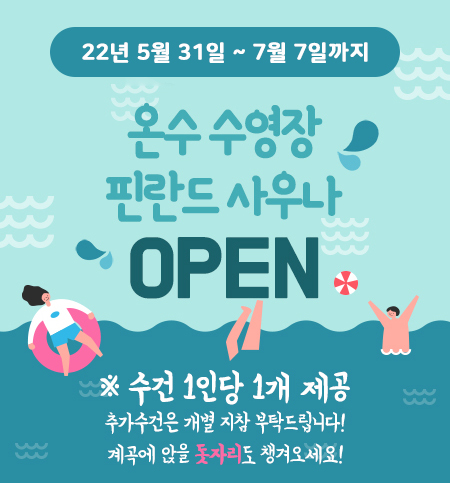 22년 5월 31일 ~ 7월 7일까지
온수 수영장
핀란드 사우나
OPEN
※ 수건 1인당 1개 제공
추가수건은 개별 지참 부탁드립니다!
계곡에 앉을 돗자리도 챙겨오세요!